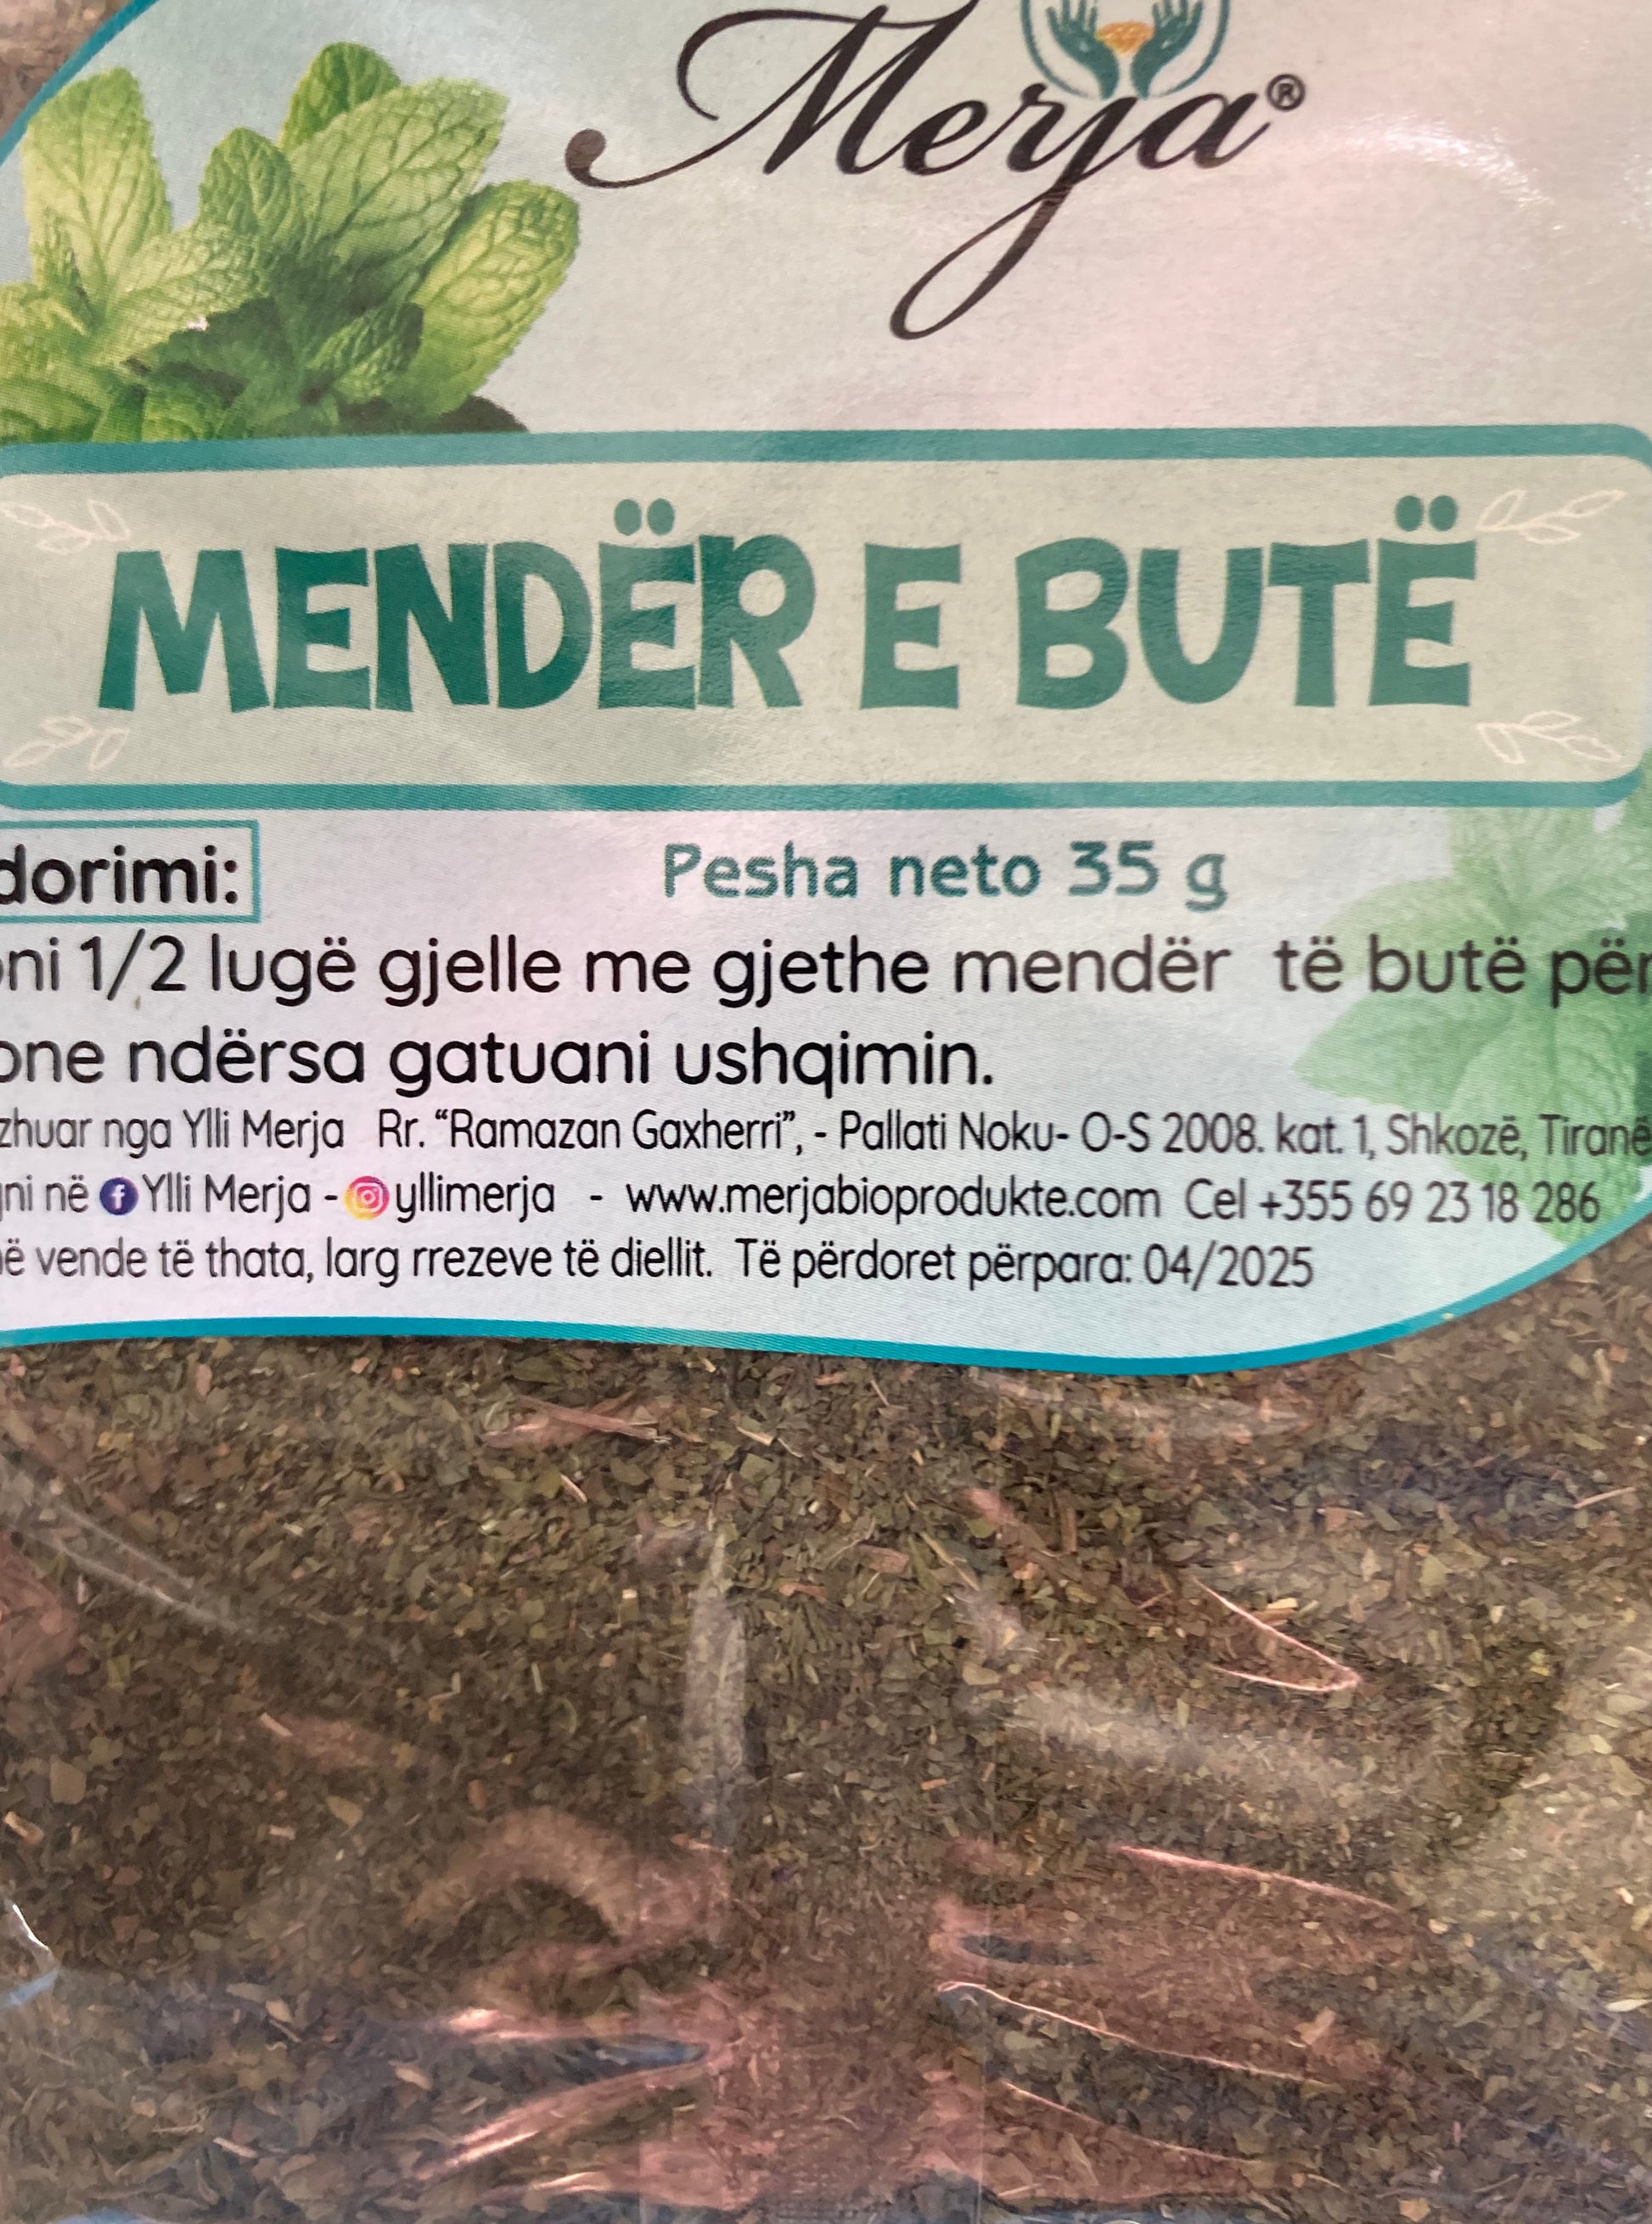 Merja®
MENDËR E BUTË
dorimi:
Pesha neto 35 g
ni 1/2 lugë gjelle me gjethe mendër të butë për
one ndërsa gatuani ushqimin.
zhuar nga Ylli Merja Rr. “Ramazan Gaxherri”, - Pallati Noku- O-S 2008. kat. 1, Shkozë, Tiranë
ni në Ylli Merja - yllimerja - www.merjabioprodukte.com Cel +355 69 23 18 286
ë vende të thata, larg rrezeve të diellit. Të përdoret përpara: 04/2025